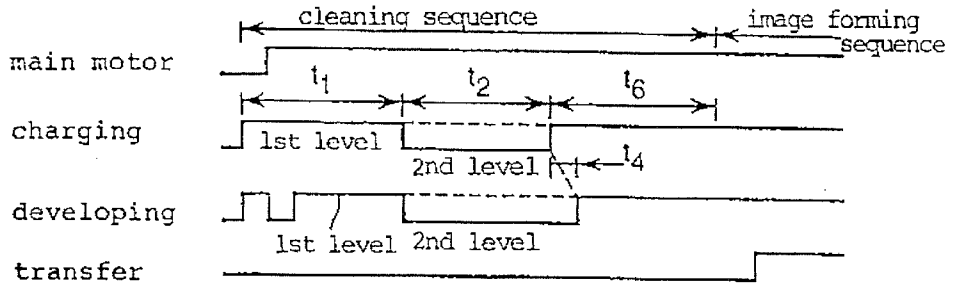 cleaning sequence
image forming
sequence
main motor
t1 t2 t6
charging
1st level
2nd level
t4
developing
1st level
2nd level
transfer